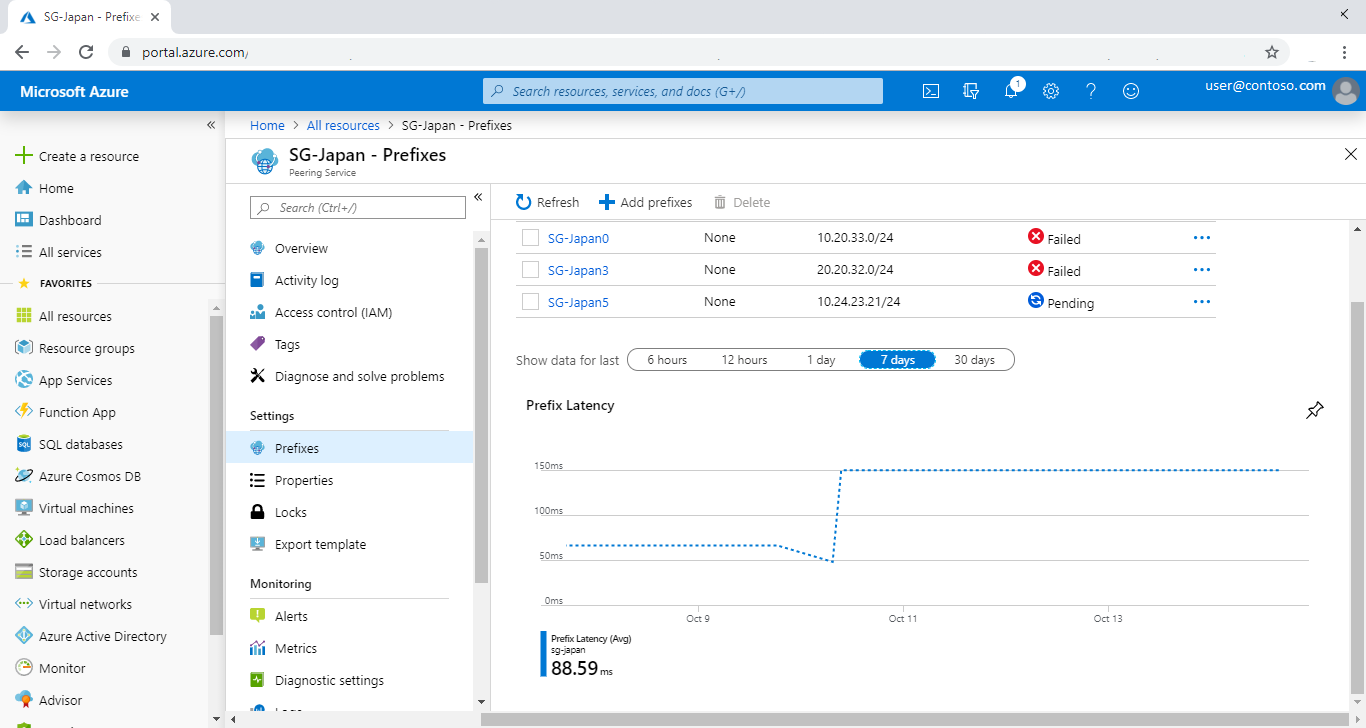 SG-Japan - Prefixe
portal.azure.com/
Microsoft Azure
Search resources, services, and docs (G+/)
1
user@contoso.com
Create a resource
Home
Dashboard
All services
FAVORITES
All resources
Resource groups
App Services
Function App
SQL databases
Azure Cosmos DB
Virtual machines
Load balancers
Storage accounts
Virtual networks
Azure Active Directory
Monitor
Advisor
Home > All resources > SG-Japan - Prefixes
SG-Japan - Prefixes
Peering Service
Search (Ctrl+/)
Overview
Activity log
Access control (IAM)
Tags
Diagnose and solve problems
Settings
Prefixes
Properties
Locks
Export template
Monitoring
Alerts
Metrics
Diagnostic settings
Refresh Add prefixes Delete
SG-Japan0 None 10.20.33.0/24 Failed
SG-Japan3 None 20.20.32.0/24 Failed
SG-Japan5 None 10.24.23.21/24 Pending
Show data for last 6 hours 12 hours 1 day 7 days 30 days
Prefix Latency
150ms
100ms
50ms
0ms
Oct 9 Oct 11 Oct 13
Prefix Latency (Avg)
sg-japan
88.59 ms